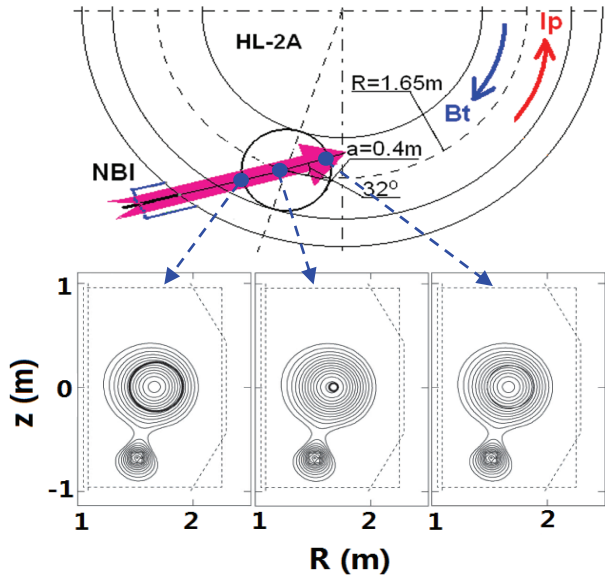 HL-2A
Ip
R=1.65m
Bt
a=0.4m
NBI
32°
z (m)
1
0
-1
1 2 1 2 1 2
R (m)